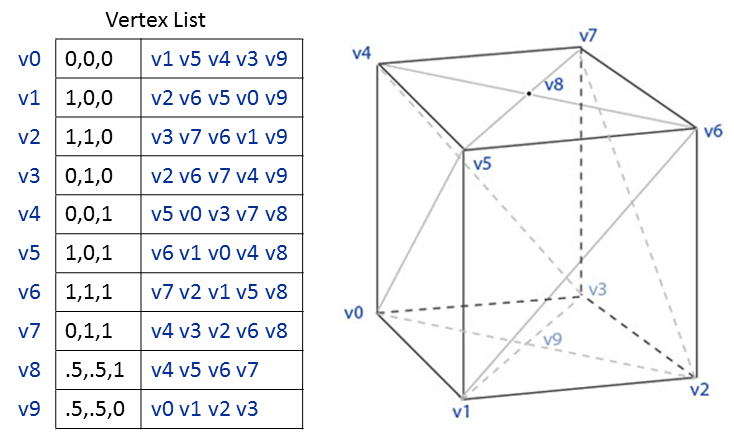 Vertex List
v0 0,0,0 v1 v5 v4 v3 v9
v1 1,0,0 v2 v6 v5 v0 v9
v2 1,1,0 v3 v7 v6 v1 v9
v3 0,1,0 v2 v6 v7 v4 v9
v4 0,0,1 v5 v0 v3 v7 v8
v5 1,0,1 v6 v1 v0 v4 v8
v6 1,1,1 v7 v2 v1 v5 v8
v7 0,1,1 v4 v3 v2 v6 v8
v8 .5,.5,1 v4 v5 v6 v7
v9 .5,.5,0 v0 v1 v2 v3
v7
v4
v8
v6
v5
v3
v0
v9
v2
v1